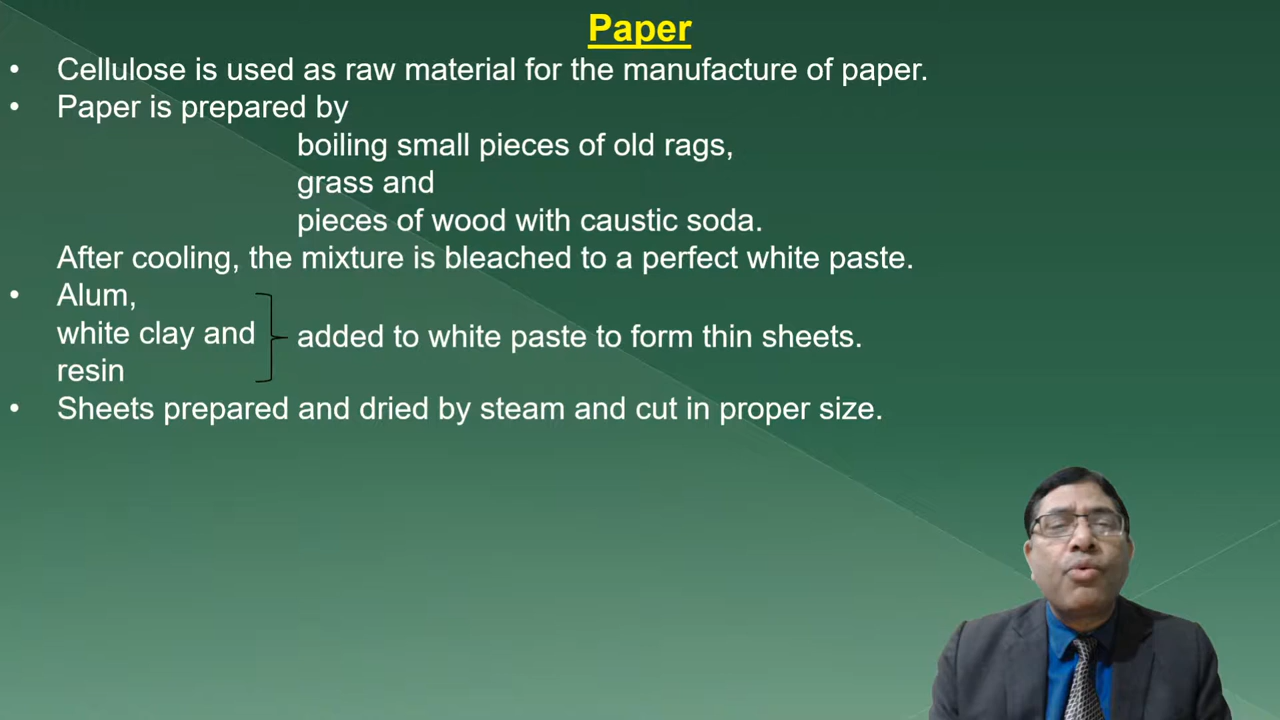 Paper
• Cellulose is used as raw material for the manufacture of paper.
• Paper is prepared by
boiling small pieces of old rags,
grass and
pieces of wood with caustic soda.
After cooling, the mixture is bleached to a perfect white paste.
• Alum,
white clay and
resin
added to white paste to form thin sheets.
• Sheets prepared and dried by steam and cut in proper size.